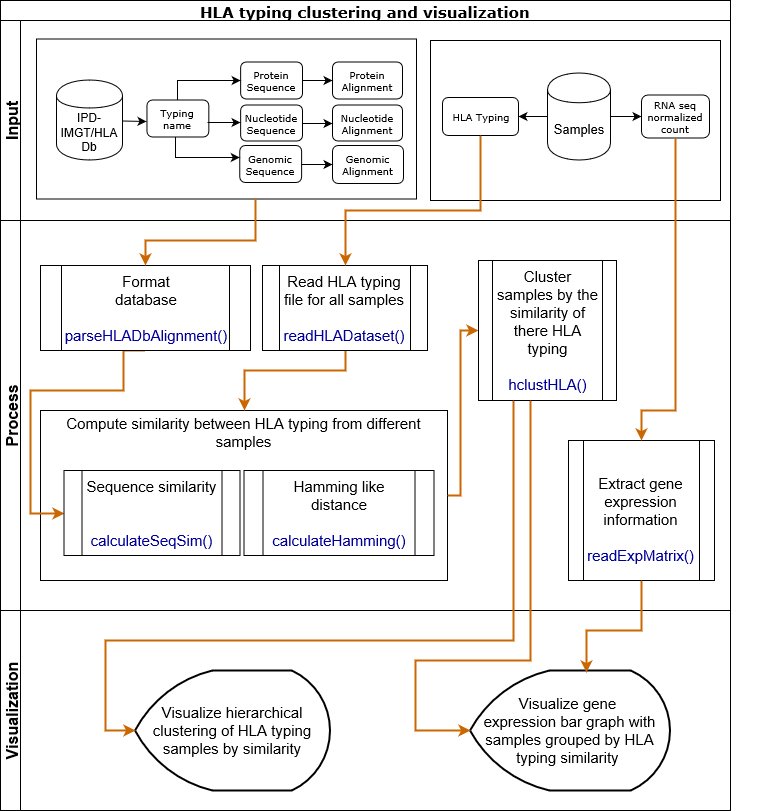 HLA typing clustering and visualization
Input
IPD-
IMGT/HLA
Db
Typing
name
Protein
Sequence
Protein
Alignment
Nucleotide
Sequence
Nucleotide
Alignment
Genomic
Sequence
Genomic
Alignment
HLA Typing
Samples
RNA seq
normalized
count
Process
Format
database
parseHLADbAlignment()
Read HLA typing
file for all samples
readHLADataset()
Cluster
samples by the
similarity of
there HLA
typing
hclustHLA()
Compute similarity between HLA typing from different
samples
Sequence similarity
calculateSeqSim()
Hamming like
distance
calculateHamming()
Extract gene
expression
information
readExpMatrix()
Visualization
Visualize hierarchical
clustering of HLA typing
samples by similarity
Visualize gene
expression bar graph with
samples grouped by HLA
typing similarity